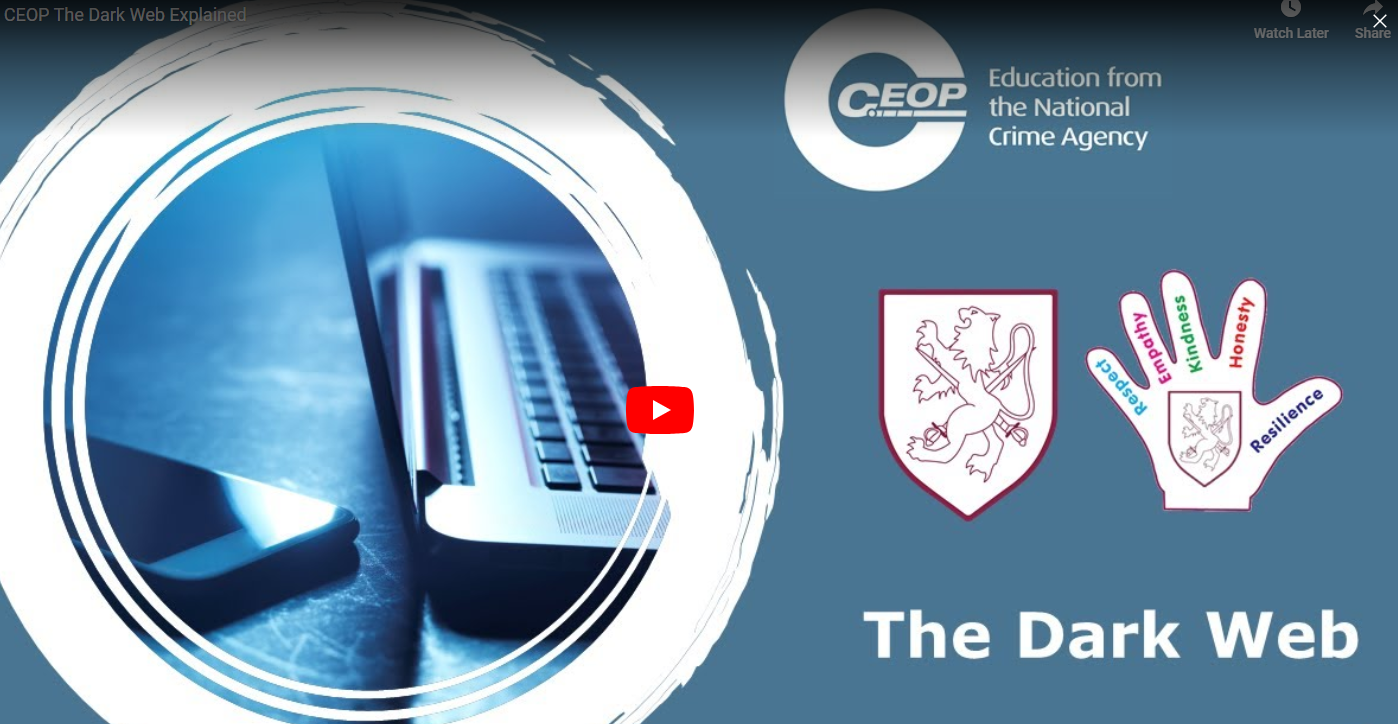 CEOP The Dark Web Explained
Watch Later
Share
CEOP
Education from
the National
Crime Agency
Respect
Empathy
Kindness
Honesty
Resilience
The Dark Web